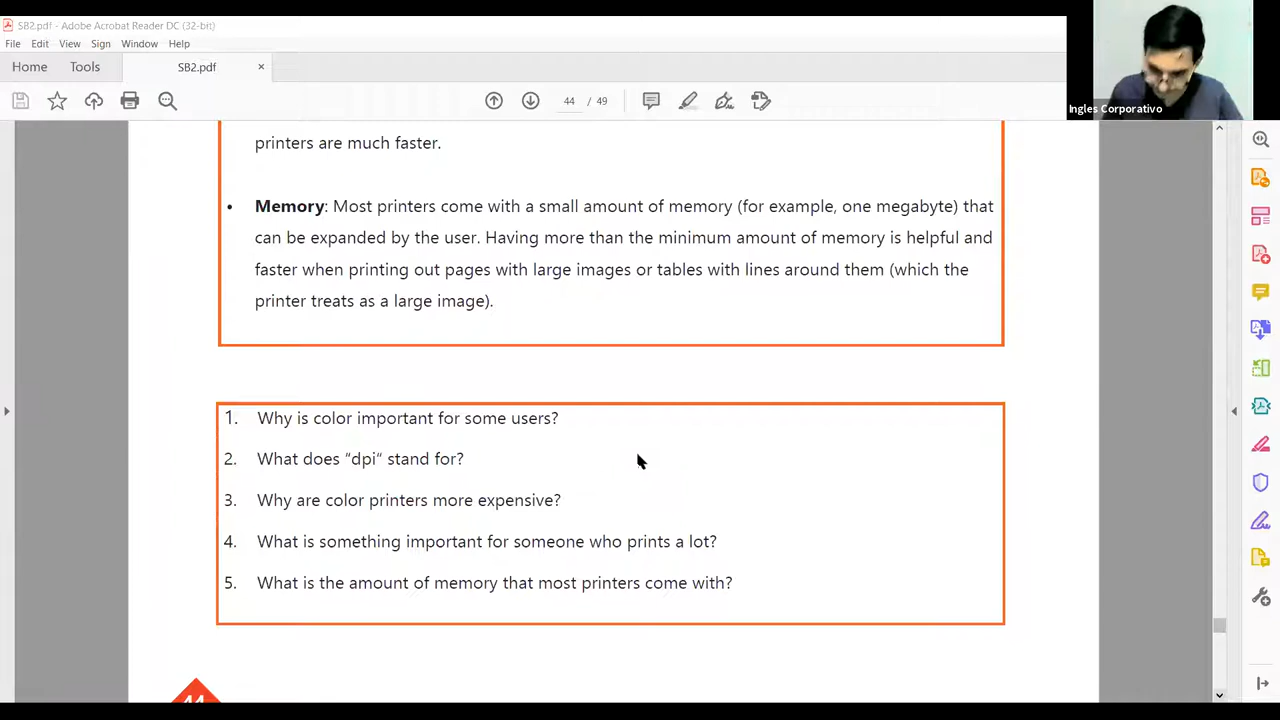 SB2.pdf - Adobe Acrobat Reader DC (32-bit)
File Edit View Sign Window Help
Home Tools SB2.pdf ×
44 / 49
Ingles Corporativo
printers are much faster.
• Memory: Most printers come with a small amount of memory (for example, one megabyte) that
can be expanded by the user. Having more than the minimum amount of memory is helpful and
faster when printing out pages with large images or tables with lines around them (which the
printer treats as a large image).
1. Why is color important for some users?
2. What does “dpi” stand for?
3. Why are color printers more expensive?
4. What is something important for someone who prints a lot?
5. What is the amount of memory that most printers come with?
44